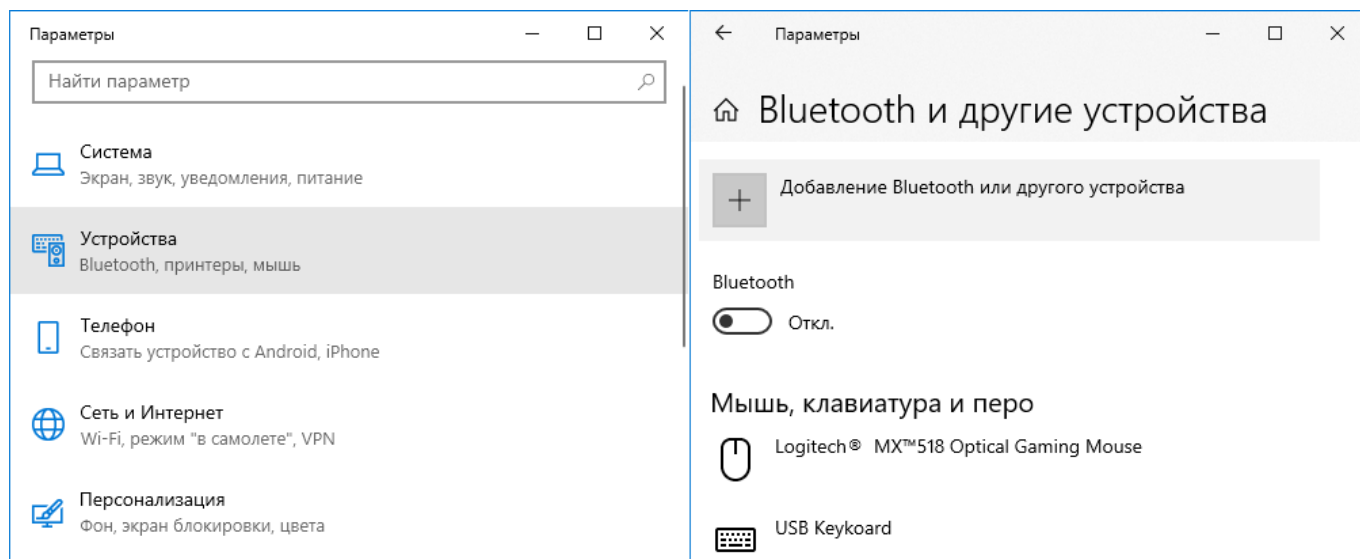 Параметры
Найти параметр
Система
Экран, звук, уведомления, питание
Устройства
Bluetooth, принтеры, мышь
Телефон
Связать устройство с Android, iPhone
Сеть и Интернет
Wi-Fi, режим "в самолете", VPN
Персонализация
Фон, экран блокировки, цвета
Параметры
Bluetooth и другие устройства
Добавление Bluetooth или другого устройства
Bluetooth
Откл.
Мышь, клавиатура и перо
Logitech® MX™518 Optical Gaming Mouse
USB Keykoard